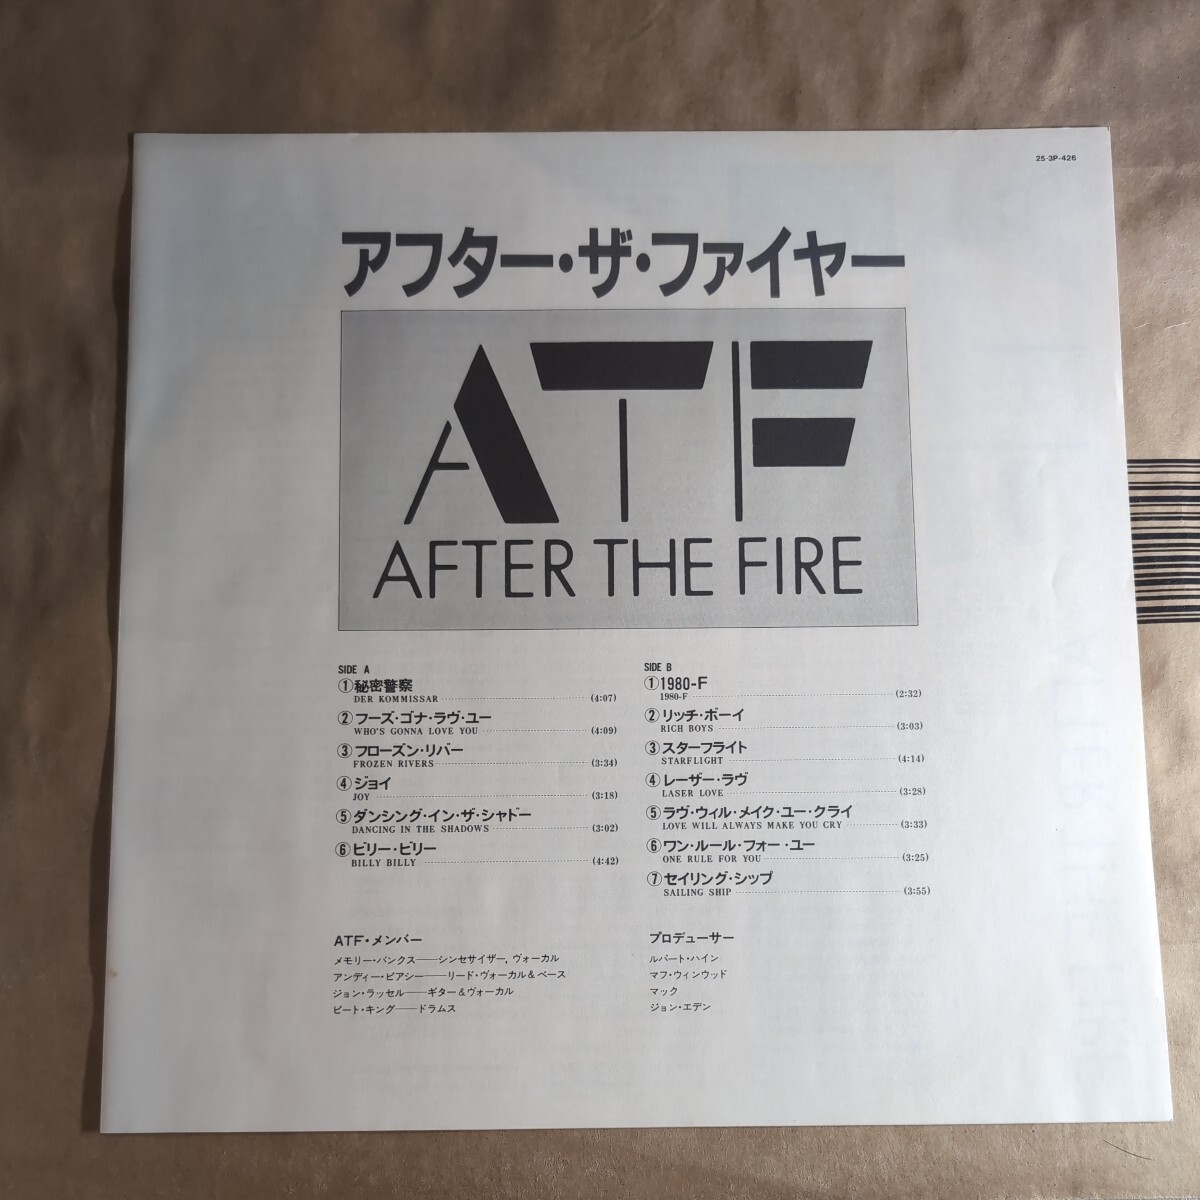 25·3P-426
アフター・ザ・ファイヤー
ATF
AFTER THE FIRE
SIDE A
①秘密警察
DER KOMMISSAR (4:07)
②フーズ・ゴナ・ラヴ・ユー
WHO'S GONNA LOVE YOU (4:09)
③フローズン・リバー
FROZEN RIVERS (3:34)
④ジョイ
JOY (3:18)
⑤ダンシング・イン・ザ・シャドー
DANCING IN THE SHADOWS (3:02)
⑥ビリー・ビリー
BILLY BILLY (4:42)
SIDE B
①1980-F
1980-F (2:32)
②リッチ・ボーイ
RICH BOYS (3:03)
③スターフライト
STARFLIGHT (4:14)
④レーザー・ラヴ
LASER LOVE (3:28)
⑤ラヴ・ウィル・メイク・ユー・クライ
LOVE WILL ALWAYS MAKE YOU CRY (3:33)
⑥ワン・ルール・フォー・ユー
ONE RULE FOR YOU (3:25)
⑦セイリング・シップ
SAILING SHIP (3:55)
ATF・メンバー
メモリー・バンクス——シンセサイザー, ヴォーカル
アンディー・ピアシー——リード・ヴォーカル&ベース
ジョン・ラッセル——ギター&ヴォーカル
ピート・キング——ドラムス
プロデューサー
ルパート・ハイン
マフ・ウィンウッド
マック
ジョン・エデン